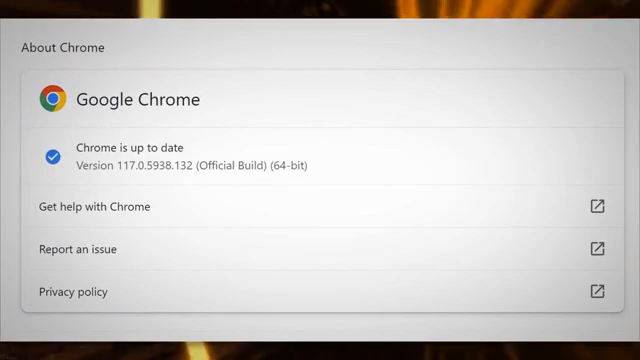 About Chrome
Google Chrome
Chrome is up to date
Version 117.0.5938.132 (Official Build) (64-bit)
Get help with Chrome
Report an issue
Privacy policy